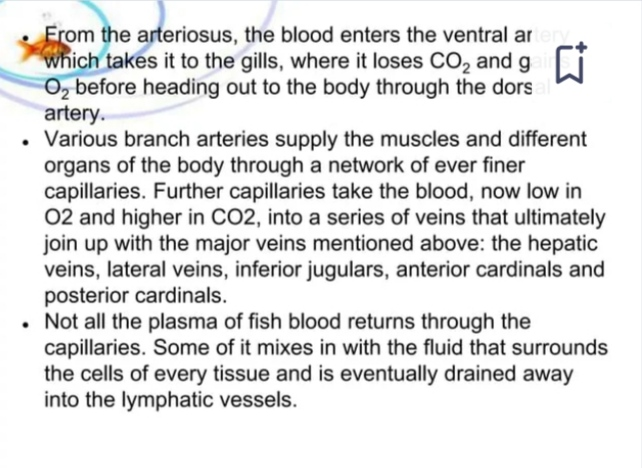 • From the arteriosus, the blood enters the ventral artery
which takes it to the gills, where it loses CO₂ and gains
O₂ before heading out to the body through the dorsal
artery.
• Various branch arteries supply the muscles and different
organs of the body through a network of ever finer
capillaries. Further capillaries take the blood, now low in
O2 and higher in CO2, into a series of veins that ultimately
join up with the major veins mentioned above: the hepatic
veins, lateral veins, inferior jugulars, anterior cardinals and
posterior cardinals.
• Not all the plasma of fish blood returns through the
capillaries. Some of it mixes in with the fluid that surrounds
the cells of every tissue and is eventually drained away
into the lymphatic vessels.